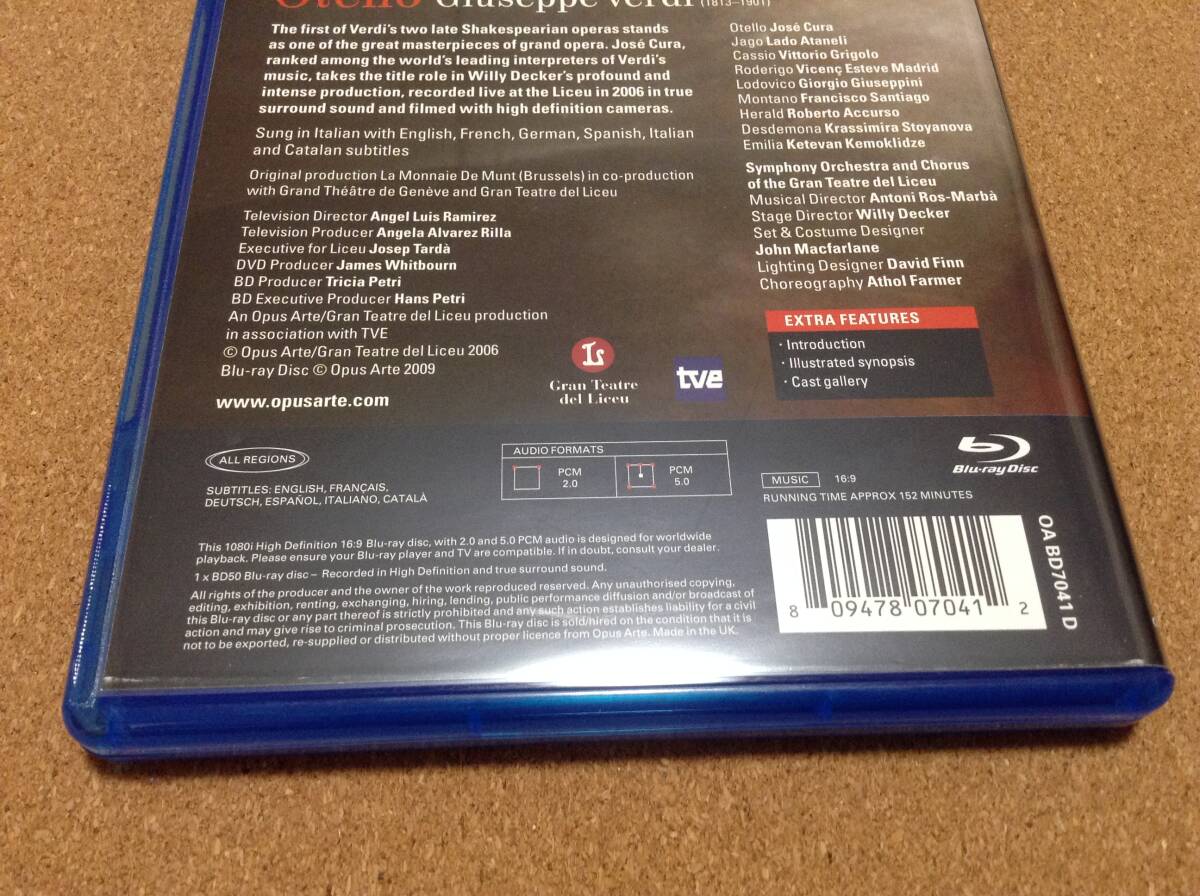 Otello Giuseppe Verdi (1813–1901)
The first of Verdi's two late Shakespearian operas stands
as one of the great masterpieces of grand opera. José Cura,
ranked among the world's leading interpreters of Verdi's
music, takes the title role in Willy Decker's profound and
intense production, recorded live at the Liceu in 2006 in true
surround sound and filmed with high definition cameras.
Sung in Italian with English, French, German, Spanish, Italian
and Catalan subtitles
Original production La Monnaie De Munt (Brussels) in co-production
with Grand Théâtre de Genève and Gran Teatre del Liceu
Television Director Angel Luis Ramirez
Television Producer Angela Alvarez Rilla
Executive for Liceu Josep Tardà
DVD Producer James Whitbourn
BD Producer Tricia Petri
BD Executive Producer Hans Petri
An Opus Arte/Gran Teatre del Liceu production
in association with TVE
© Opus Arte/Gran Teatre del Liceu 2006
Blu-ray Disc © Opus Arte 2009
www.opusarte.com
Gran Teatre
del Liceu
tve
Otello José Cura
Jago Lado Ataneli
Cassio Vittorio Grigolo
Roderigo Vicenç Esteve Madrid
Lodovico Giorgio Giuseppini
Montano Francisco Santiago
Herald Roberto Accurso
Desdemona Krassimira Stoyanova
Emilia Ketevan Kemoklidze
Symphony Orchestra and Chorus
of the Gran Teatre del Liceu
Musical Director Antoni Ros-Marbà
Stage Director Willy Decker
Set & Costume Designer
John Macfarlane
Lighting Designer David Finn
Choreography Athol Farmer
EXTRA FEATURES
· Introduction
· Illustrated synopsis
· Cast gallery
ALL REGIONS
SUBTITLES: ENGLISH, FRANÇAIS,
DEUTSCH, ESPAÑOL, ITALIANO, CATALÀ
AUDIO FORMATS
PCM
2.0
PCM
5.0
Blu-ray Disc
MUSIC 16:9
RUNNING TIME APPROX 152 MINUTES
This 1080i High Definition 16:9 Blu-ray disc, with 2.0 and 5.0 PCM audio is designed for worldwide
playback. Please ensure your Blu-ray player and TV are compatible. If in doubt, consult your dealer.
1 x BD50 Blu-ray disc – Recorded in High Definition and true surround sound.
All rights of the producer and the owner of the work reproduced reserved. Any unauthorised copying,
editing, exhibition, renting, exchanging, hiring, lending, public performance diffusion and/or broadcast of
this Blu-ray disc or any part thereof is strictly prohibited and any such action establishes liability for a civil
action and may give rise to criminal prosecution. This Blu-ray disc is sold/hired on the condition that it is
not to be exported, re-supplied or distributed without proper licence from Opus Arte. Made in the UK.
8 09478 07041 2
OA BD7041 D